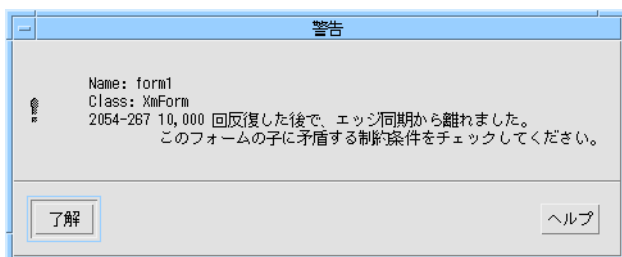 警告
Name: form1
Class: XmForm
2054-267 10,000 回反復した後で、エッジ同期から離れました。
このフォームの子に矛盾する制約条件をチェックしてください。
了解
ヘルプ